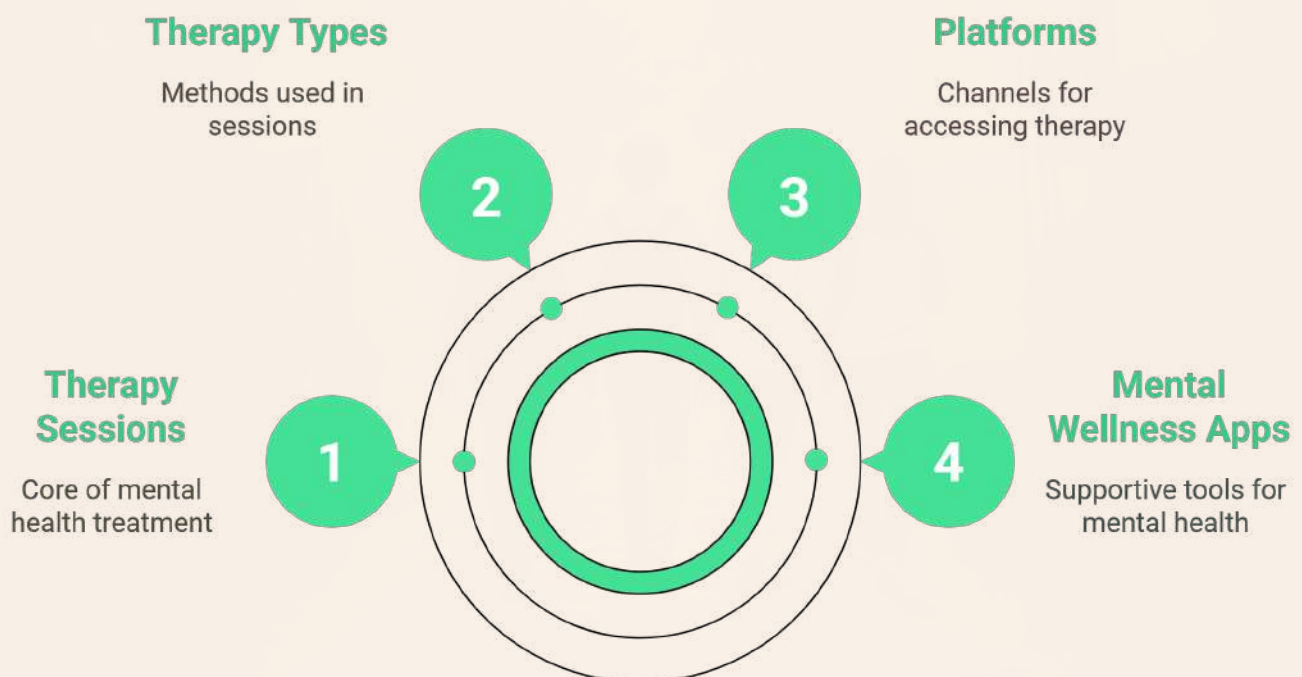 Therapy Types
Methods used in
sessions
2
Platforms
Channels for
accessing therapy
3
Therapy
Sessions
Core of mental
health treatment
1
Mental
Wellness Apps
Supportive tools for
mental health
4